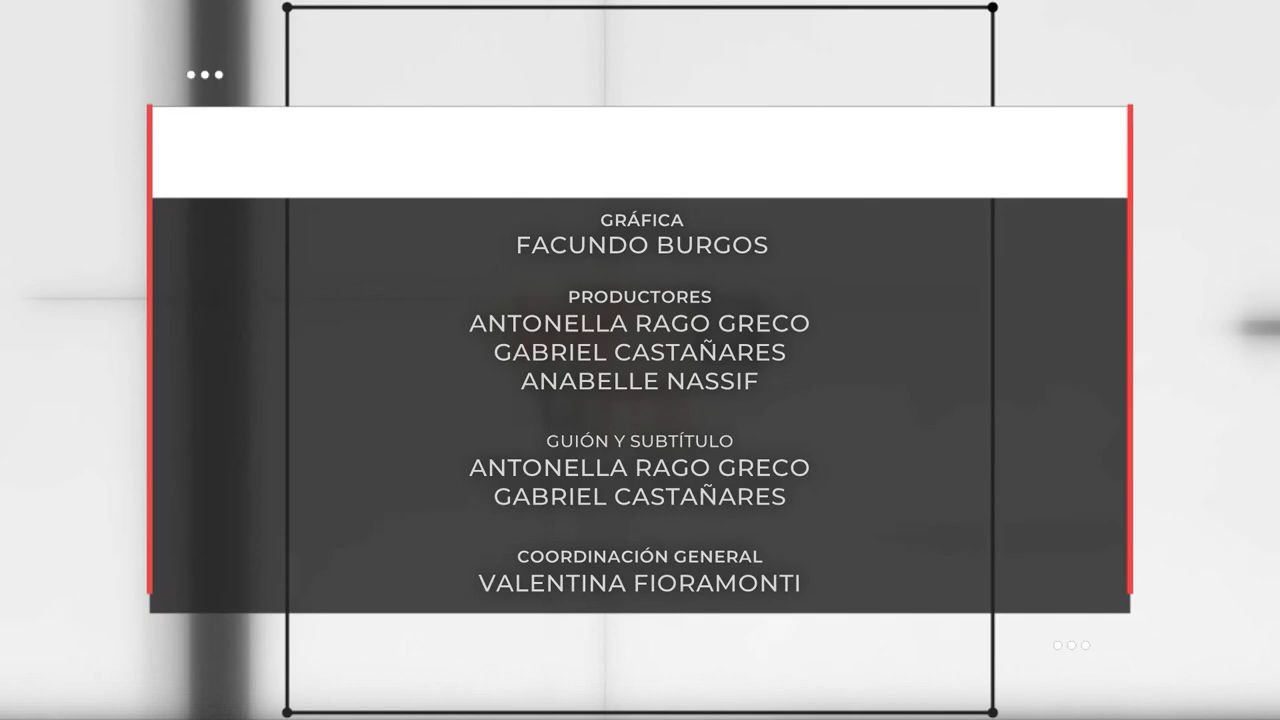 GRÁFICA
FACUNDO BURGOS
PRODUCTORES
ANTONELLA RAGO GRECO
GABRIEL CASTAÑARES
ANABELLE NASSIF
GUIÓN Y SUBTÍTULO
ANTONELLA RAGO GRECO
GABRIEL CASTAÑARES
COORDINACIÓN GENERAL
VALENTINA FIORAMONTI